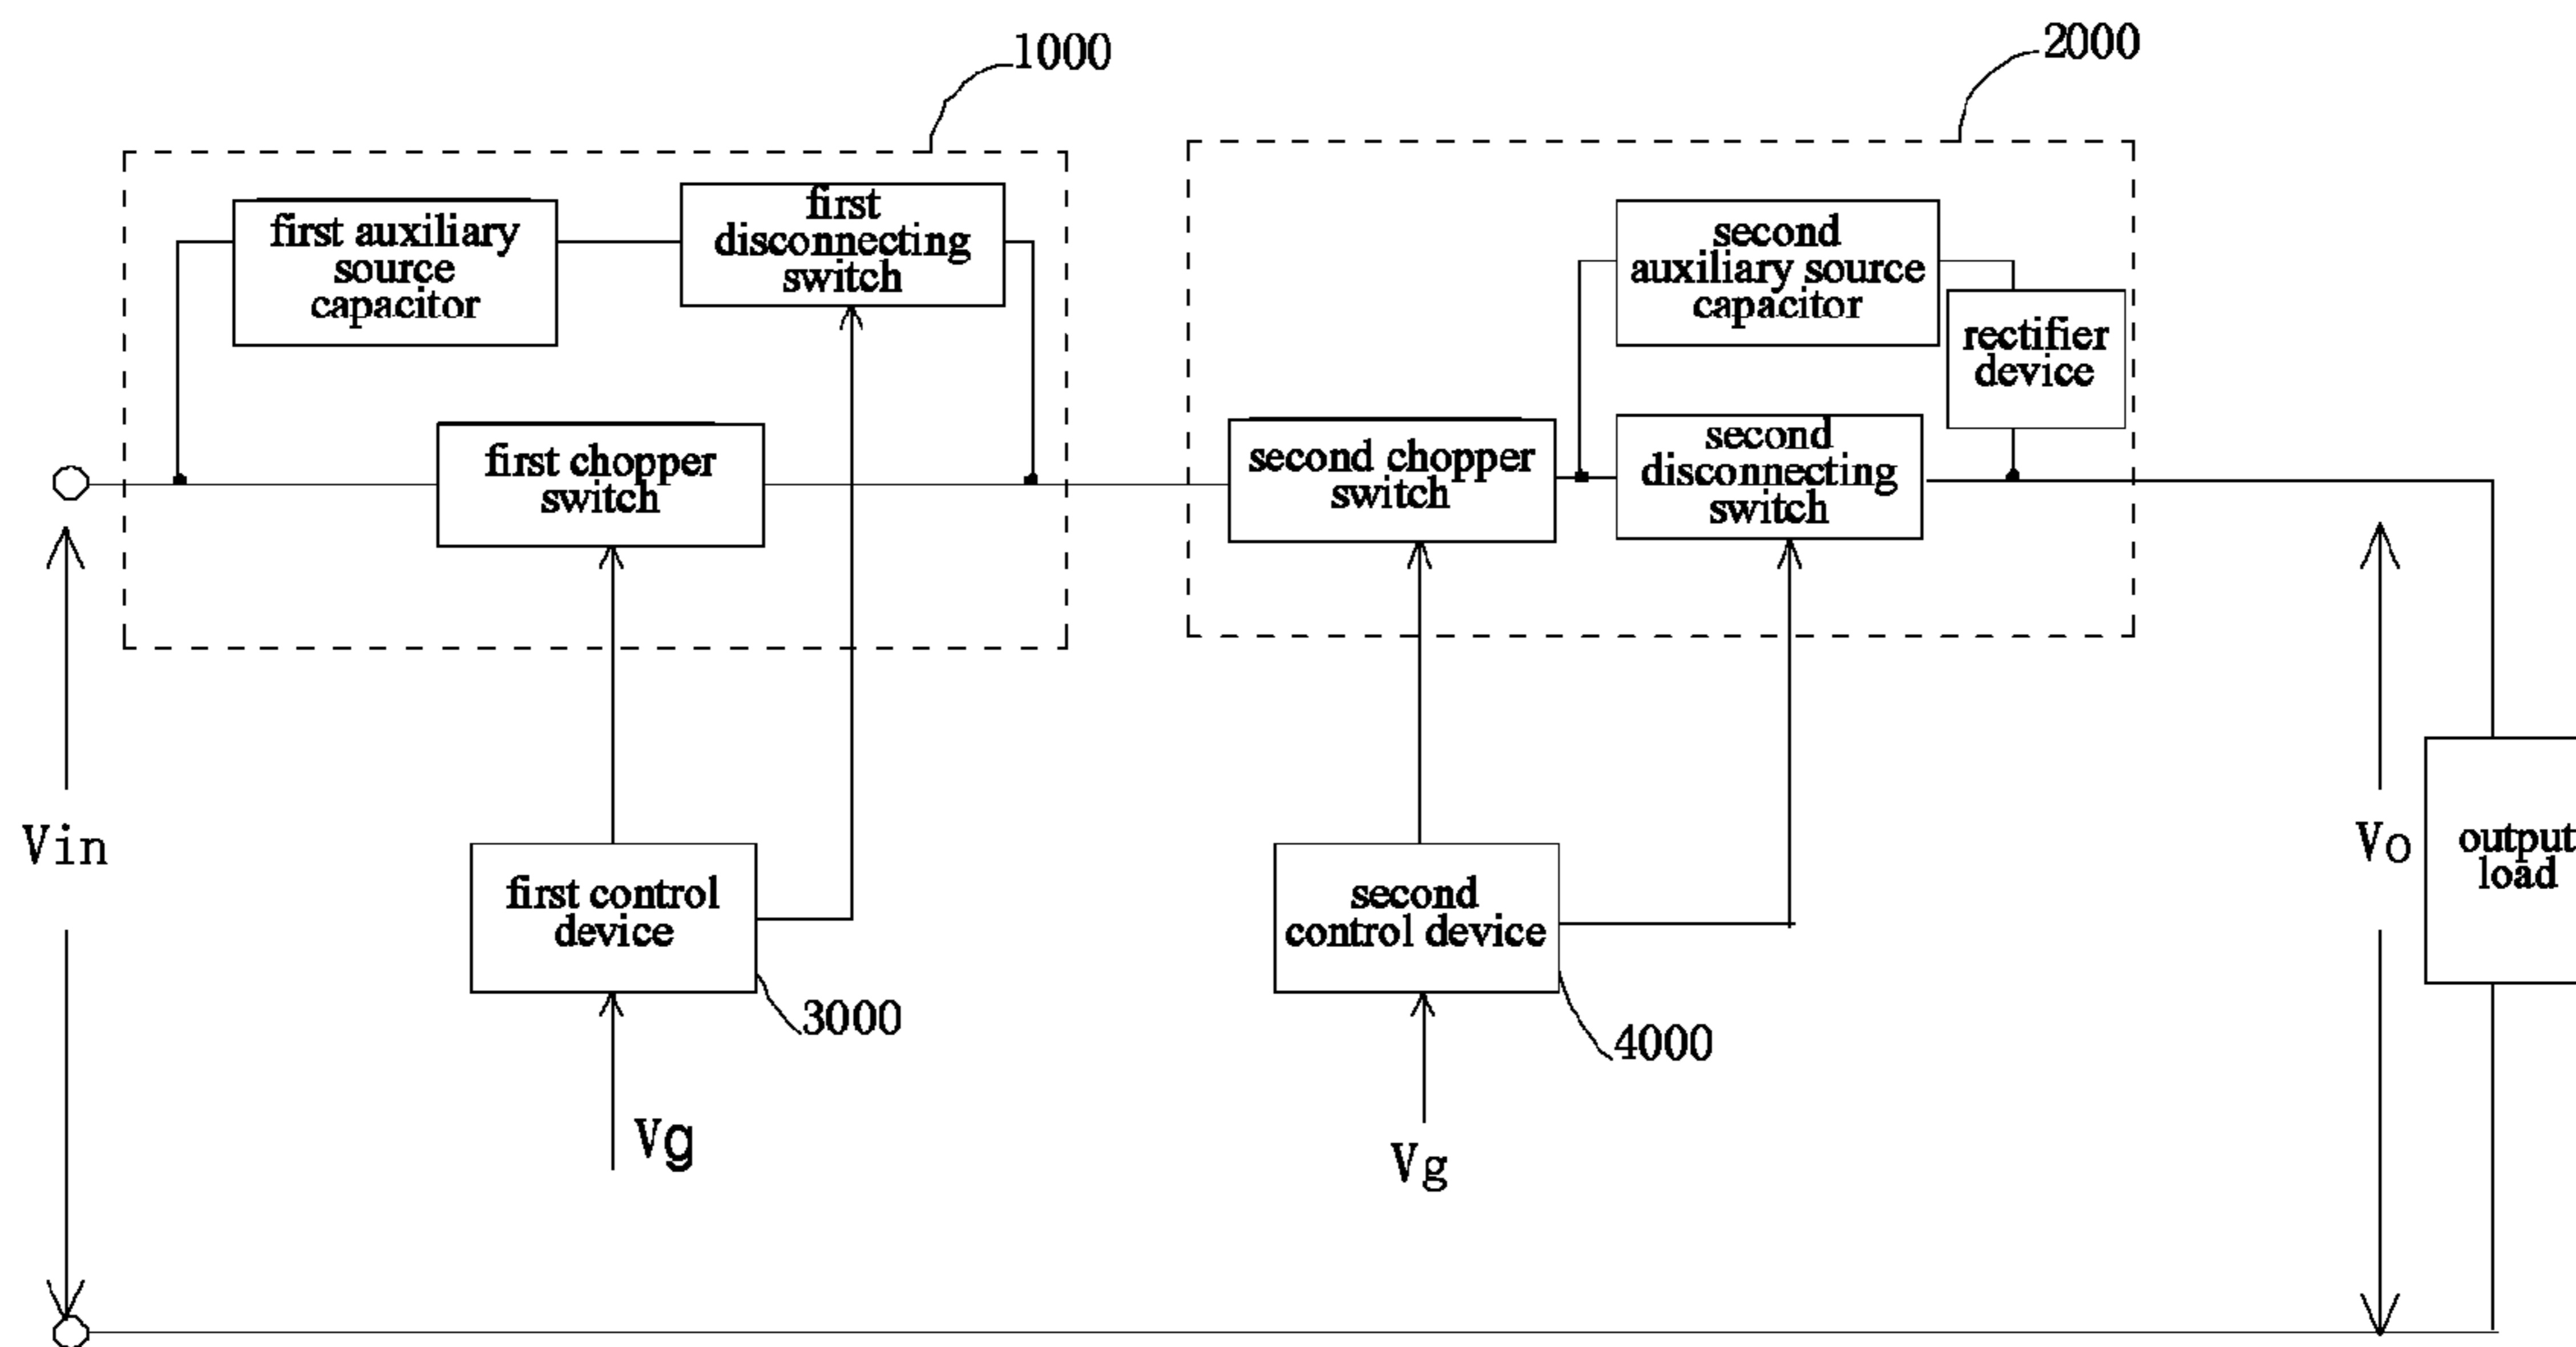 1000
2000
first auxiliary
source
capacitor
first
disconnecting
switch
second
auxiliary source
capacitor
rectifier
device
first chopper
switch
second chopper
switch
second
disconnecting
switch
Vin
first control
device
second
control device
Vo
output
load
3000
4000
Vg
Vg